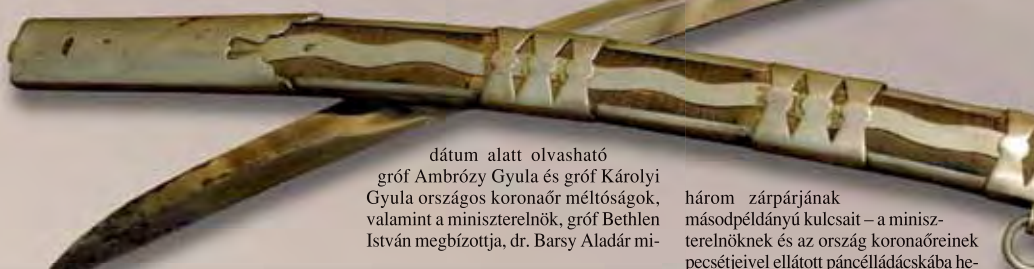 dátum alatt olvasható
gróf Ambrózy Gyula és gróf Károlyi
Gyula országos koronaőr méltóságok,
valamint a miniszterelnök, gróf Bethlen
István megbízottja, dr. Barsy Aladár mi-
három zárpárjának
másodpéldányú kulcsait – a minisz-
terelnöknek és az ország koronaőreinek
pecsétjeivel ellátott páncélládácskába he-